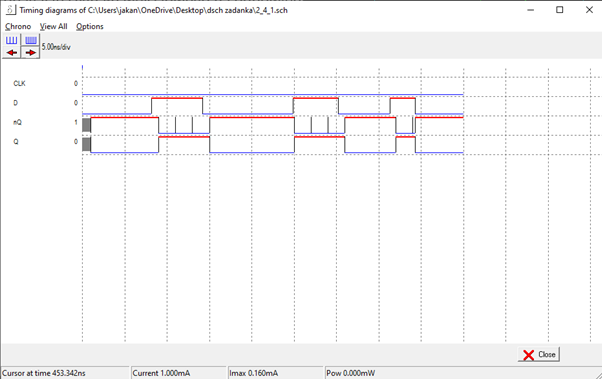 Timing diagrams of C:\Users\jakan\OneDrive\Desktop\dsch zadanka\2_4_1.sch
Chrono View All Options
5.00ns/div
CLK 0
D 0
nQ 1
Q 0
Close
Cursor at time 453.342ns Current 1.000mA Imax 0.160mA Pow 0.000mW